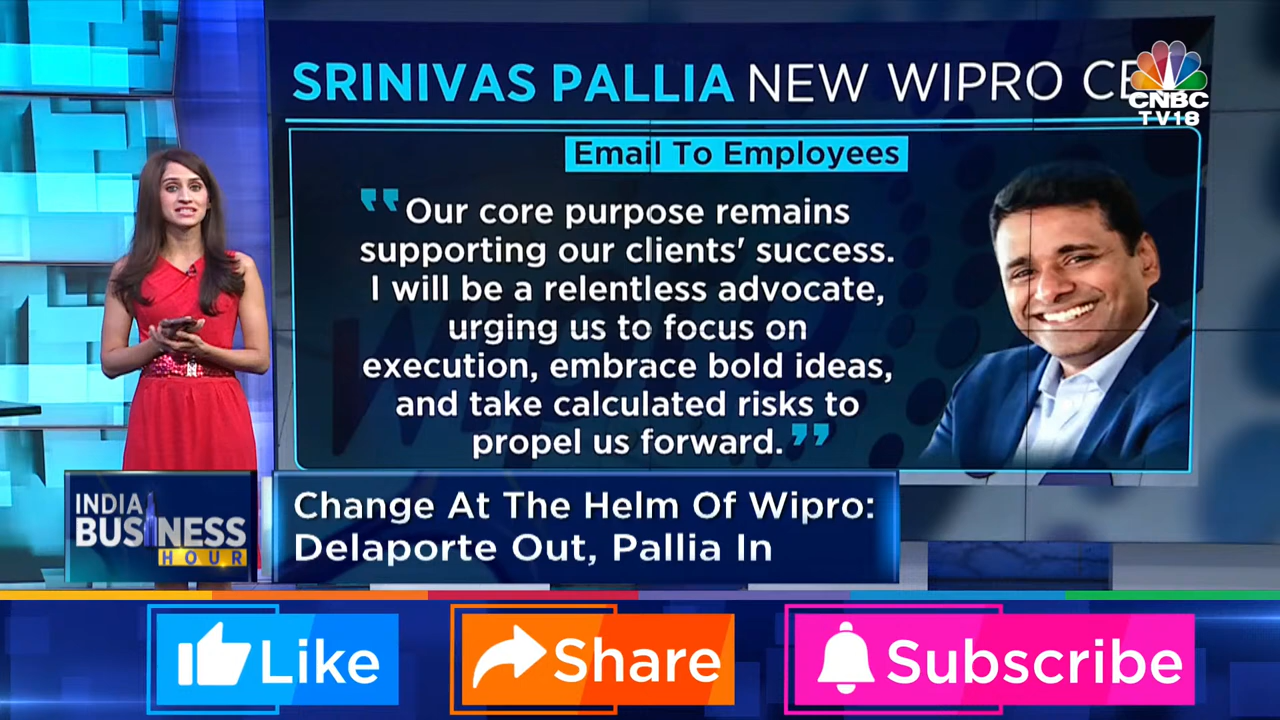 SRINIVAS PALLIA NEW WIPRO CE
CNBC
TV18
Email To Employees
"Our core purpose remains
supporting our clients' success.
I will be a relentless advocate,
urging us to focus on
execution, embrace bold ideas,
and take calculated risks to
propel us forward."
INDIA
BUSINESS
HOUR
Change At The Helm Of Wipro:
Delaporte Out, Pallia In
Like
Share
Subscribe